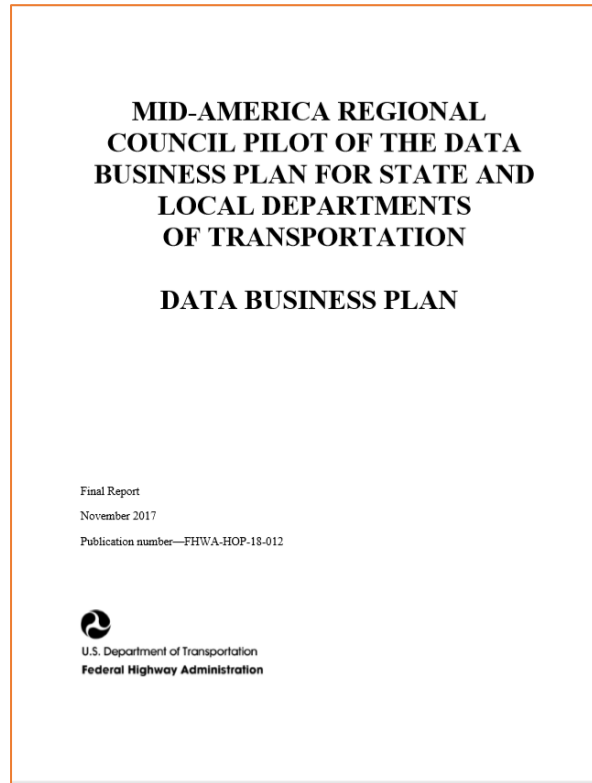 MID-AMERICA REGIONAL
COUNCIL PILOT OF THE DATA
BUSINESS PLAN FOR STATE AND
LOCAL DEPARTMENTS
OF TRANSPORTATION
DATA BUSINESS PLAN
Final Report
November 2017
Publication number—FHWA-HOP-18-012
U.S. Department of Transportation
Federal Highway Administration